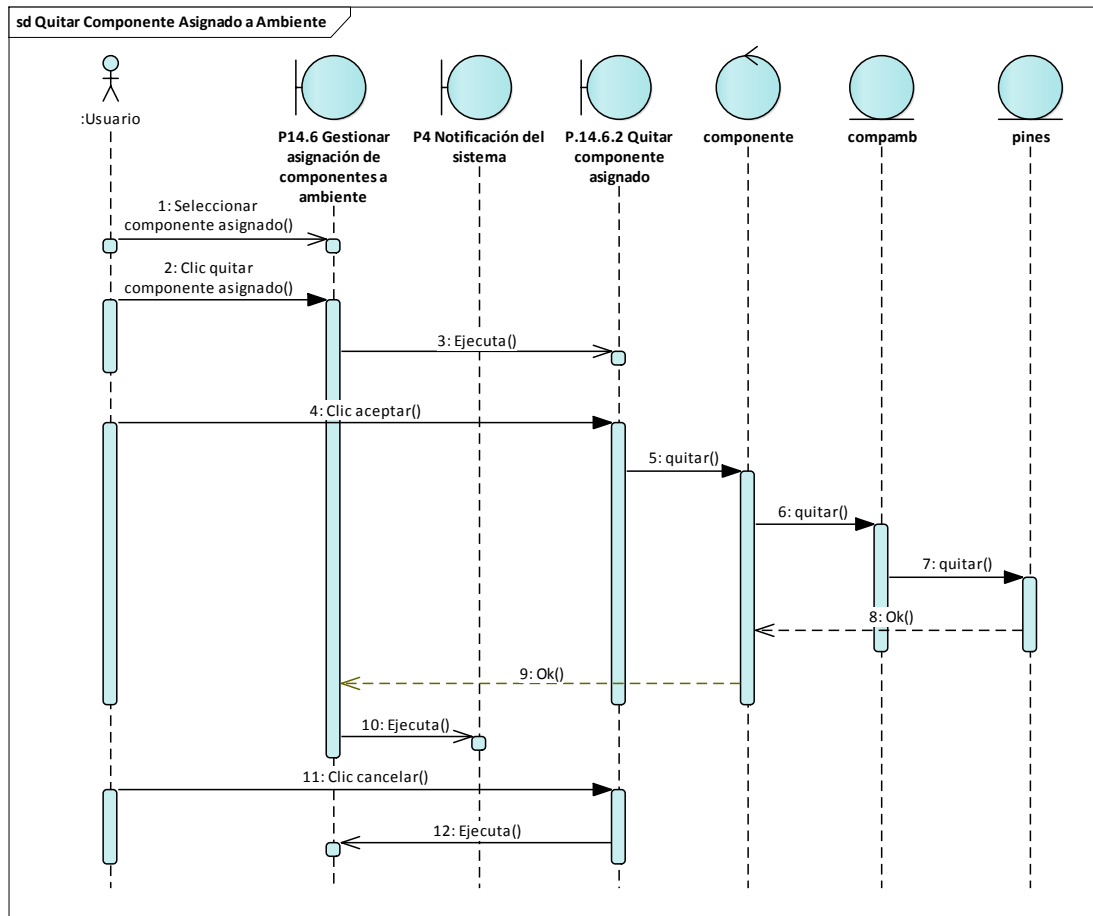 sd Quitar Componente Asignado a Ambiente
:Usuario
P14.6 Gestionar
asignación de
componentes a
ambiente
P4 Notificación del
sistema
P.14.6.2 Quitar
componente
asignado
componente
compamb
pines
1: Seleccionar
componente asignado()
2: Clic quitar
componente asignado()
3: Ejecuta()
4: Clic aceptar()
5: quitar()
6: quitar()
7: quitar()
8: Ok()
9: Ok()
10: Ejecuta()
11: Clic cancelar()
12: Ejecuta()